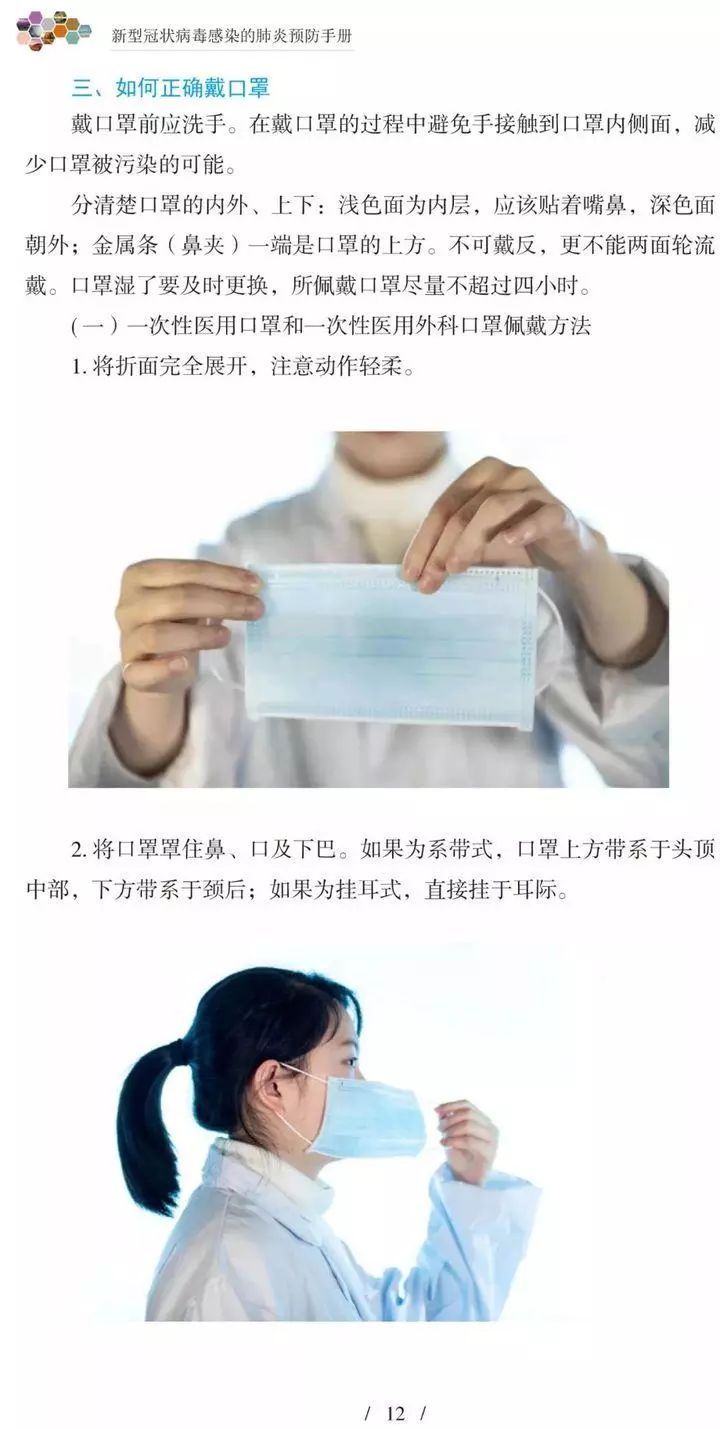 新型冠状病毒感染的肺炎预防手册
三、如何正确戴口罩
戴口罩前应洗手。在戴口罩的过程中避免手接触到口罩内侧面，减
少口罩被污染的可能。
分清楚口罩的内外、上下：浅色面为内层，应该贴着嘴鼻，深色面
朝外；金属条（鼻夹）一端是口罩的上方。不可戴反，更不能两面轮流
戴。口罩湿了要及时更换，所佩戴口罩尽量不超过四小时。
(一）一次性医用口罩和一次性医用外科口罩佩戴方法
1. 将折面完全展开，注意动作轻柔。
2. 将口罩罩住鼻、口及下巴。如果为系带式，口罩上方带系于头顶
中部，下方带系于颈后；如果为挂耳式，直接挂于耳际。
/ 12 /